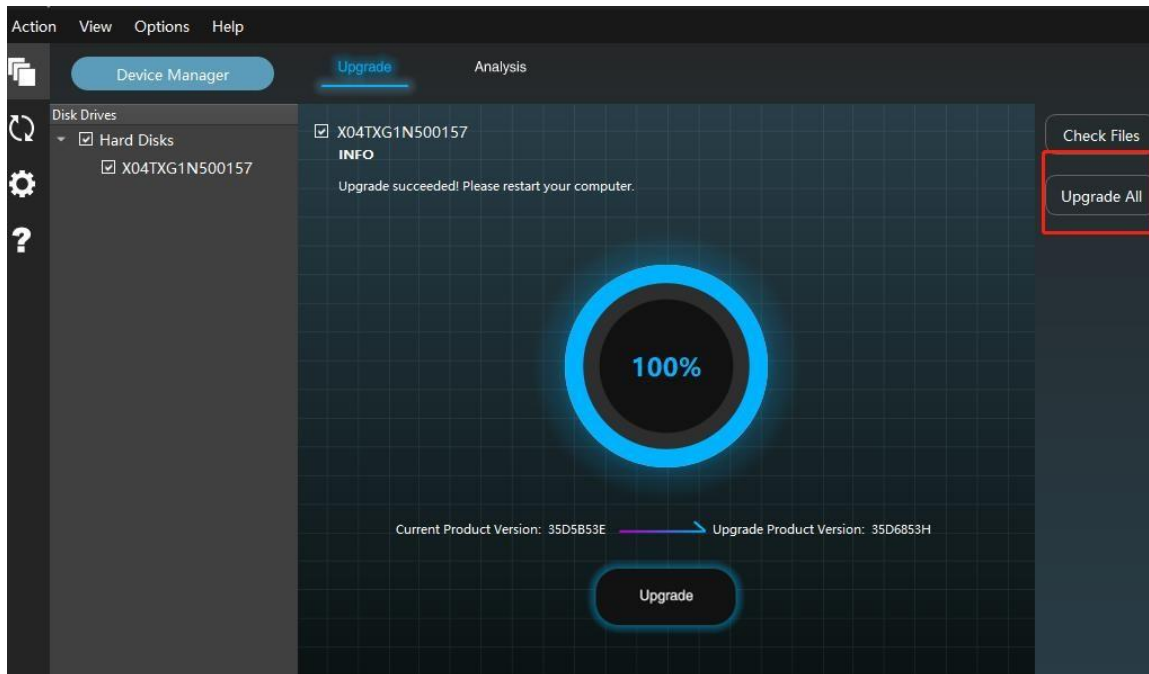 Action View Options Help
Device Manager
Upgrade Analysis
Disk Drives
Hard Disks
X04TXG1N500157
X04TXG1N500157
INFO
Upgrade succeeded! Please restart your computer.
Check Files
Upgrade All
100%
Current Product Version: 35D5B53E Upgrade Product Version: 35D6853H
Upgrade